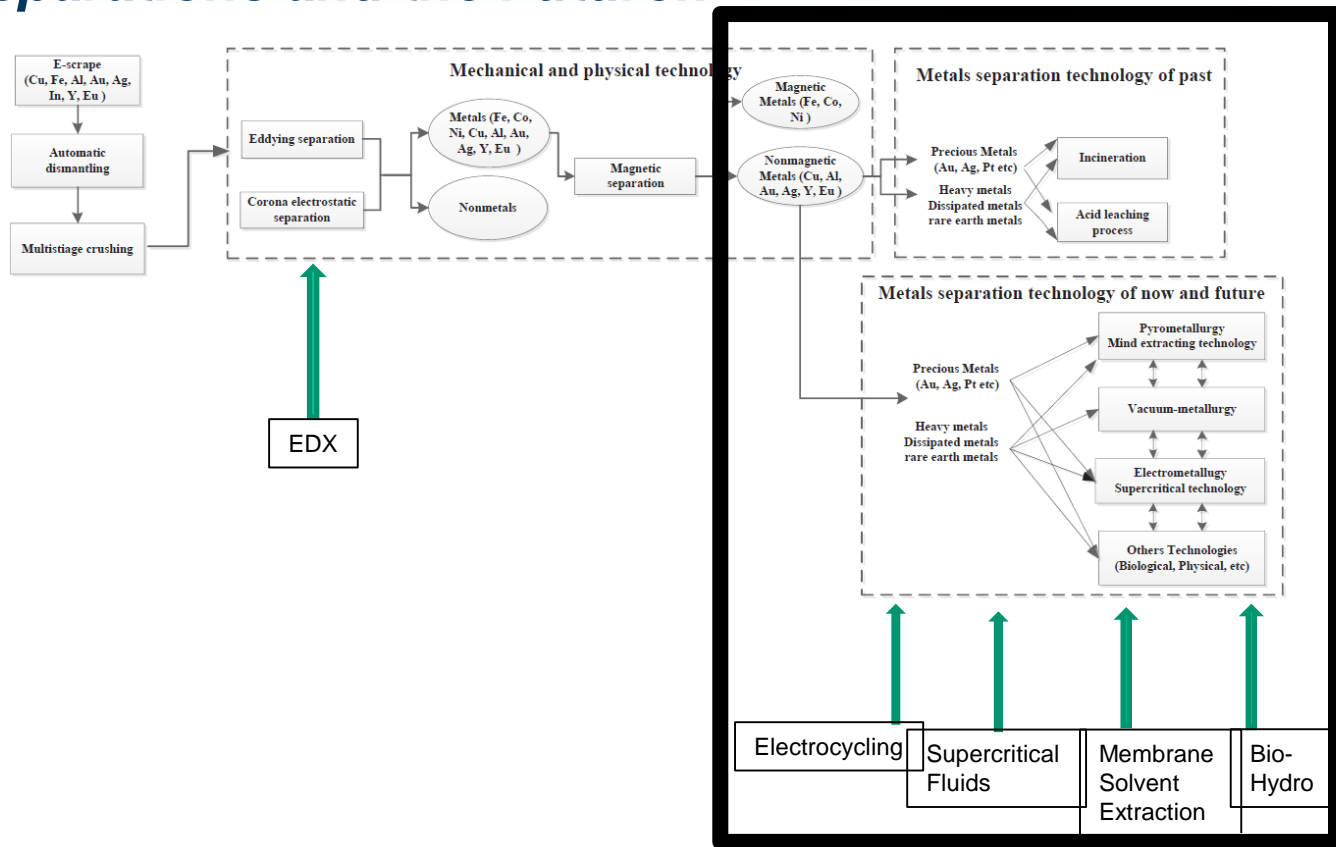 parations and the Future
E-scrape
(Cu, Fe, Al, Au, Ag,
In, Y, Eu )
Automatic
dismantling
Multistiage crushing
Mechanical and physical technology
Eddying separation
Corona electrostatic
separation
Metals (Fe, Co,
Ni, Cu, Al, Au,
Ag, Y, Eu )
Nonmetals
Magnetic
separation
Magnetic
Metals (Fe, Co,
Ni )
Nonmagnetic
Metals (Cu, Al,
Au, Ag, Y, Eu )
Metals separation technology of past
Precious Metals
(Au, Ag, Pt etc)
Heavy metals
Dissipated metals
rare earth metals
Incineration
Acid leaching
process
Metals separation technology of now and future
Precious Metals
(Au, Ag, Pt etc)
Heavy metals
Dissipated metals
rare earth metals
Pyrometallurgy
Mind extracting technology
Vacuum-metallurgy
Electrometallugy
Supercritical technology
Others Technologies
(Biological, Physical, etc)
EDX
Electrocycling
Supercritical
Fluids
Membrane
Solvent
Extraction
Bio-
Hydro